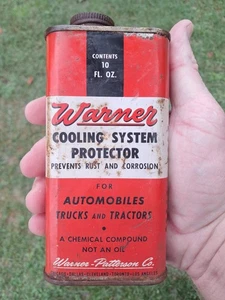 CONTENTS
10
FL. OZ.
Warner
COOLING SYSTEM
PROTECTOR
PREVENTS RUST AND CORROSION
FOR
AUTOMOBILES
TRUCKS AND TRACTORS
A CHEMICAL COMPOUND
NOT AN OIL
Warner-Patterson Co.